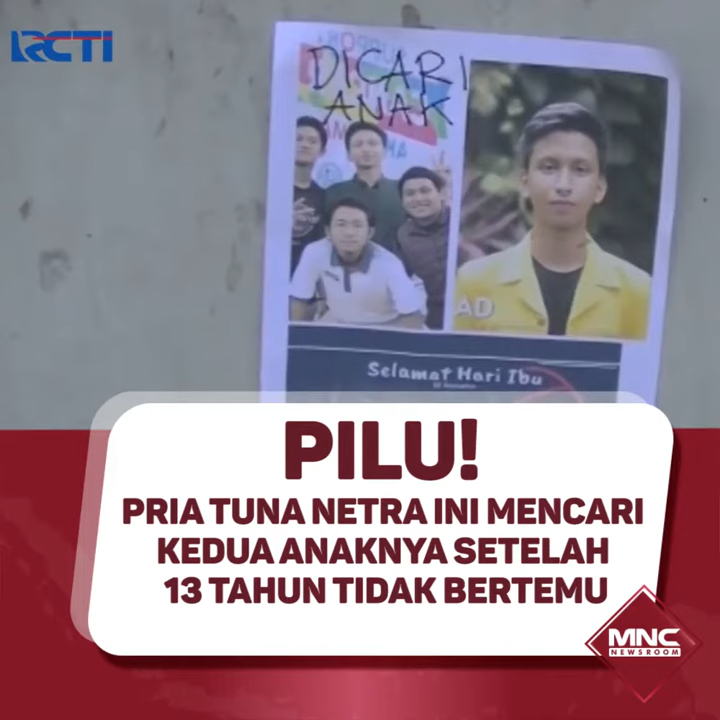 RCTI
DICARI
ANAK
AD
Selamat Hari Ibu
PILU!
PRIA TUNA NETRA INI MENCARI
KEDUA ANAKNYA SETELAH
13 TAHUN TIDAK BERTEMU
MNC
NEWSROOM